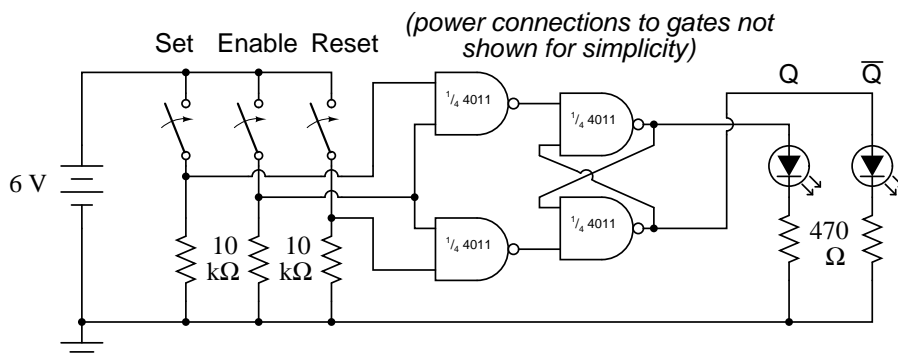 (power connections to gates not
shown for simplicity)
Set Enable Reset
Q Q̅
1/4 4011
1/4 4011
1/4 4011
1/4 4011
6 V
10
kΩ
10
kΩ
470
Ω